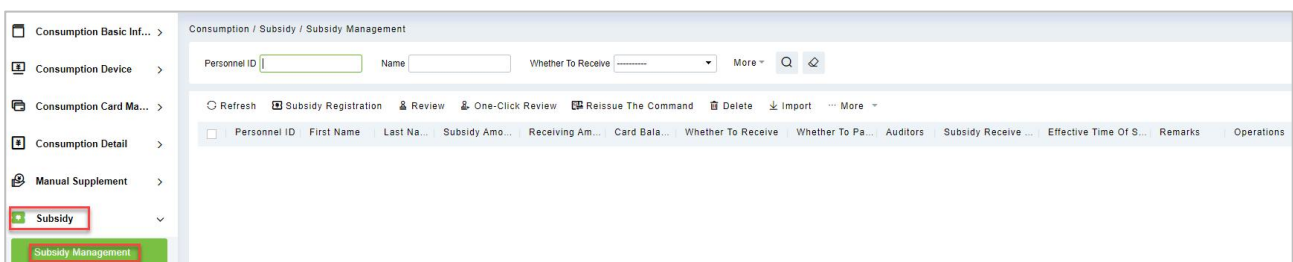 Consumption Basic Inf...
Consumption Device
Consumption Card Ma...
Consumption Detail
Manual Supplement
Subsidy
Subsidy Management
Consumption / Subsidy / Subsidy Management
Personnel ID Name Whether To Receive ---------- More
Refresh Subsidy Registration Review One-Click Review Reissue The Command Delete Import ··· More
Personnel ID First Name Last Na... Subsidy Amo... Receiving Am... Card Bala... Whether To Receive Whether To Pa... Auditors Subsidy Receive ... Effective Time Of S... Remarks Operations